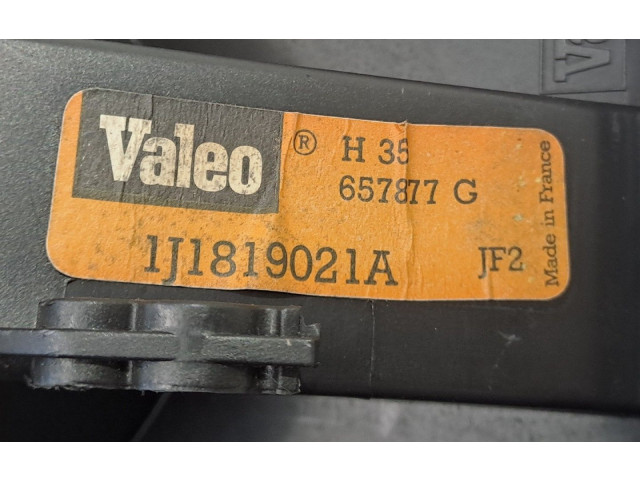 Valeo ® H 35
657877 G
1J1819021A JF2
Made in France